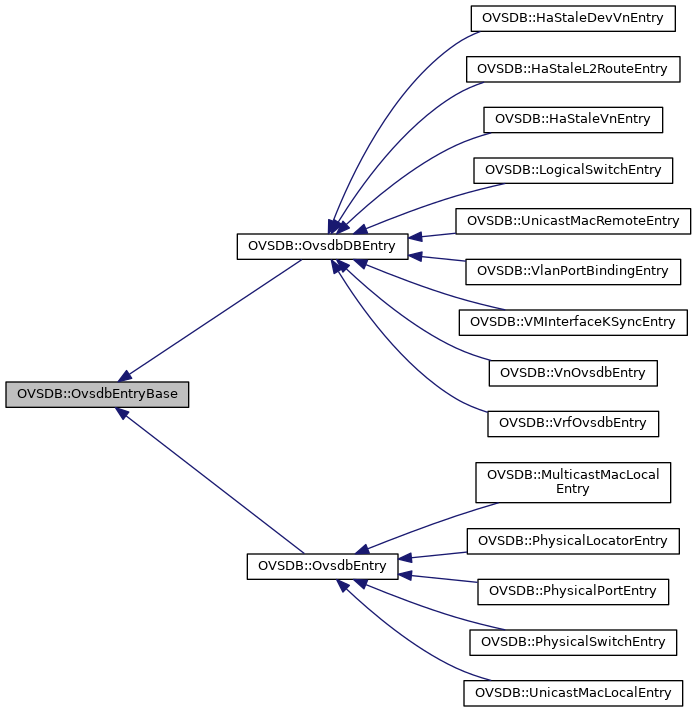 OVSDB::HaStaleDevVnEntry
OVSDB::HaStaleL2RouteEntry
OVSDB::HaStaleVnEntry
OVSDB::LogicalSwitchEntry
OVSDB::UnicastMacRemoteEntry
OVSDB::OvsdbDBEntry
OVSDB::VlanPortBindingEntry
OVSDB::VMInterfaceKSyncEntry
OVSDB::VnOvsdbEntry
OVSDB::OvsdbEntryBase
OVSDB::VrfOvsdbEntry
OVSDB::MulticastMacLocal
Entry
OVSDB::PhysicalLocatorEntry
OVSDB::OvsdbEntry
OVSDB::PhysicalPortEntry
OVSDB::PhysicalSwitchEntry
OVSDB::UnicastMacLocalEntry